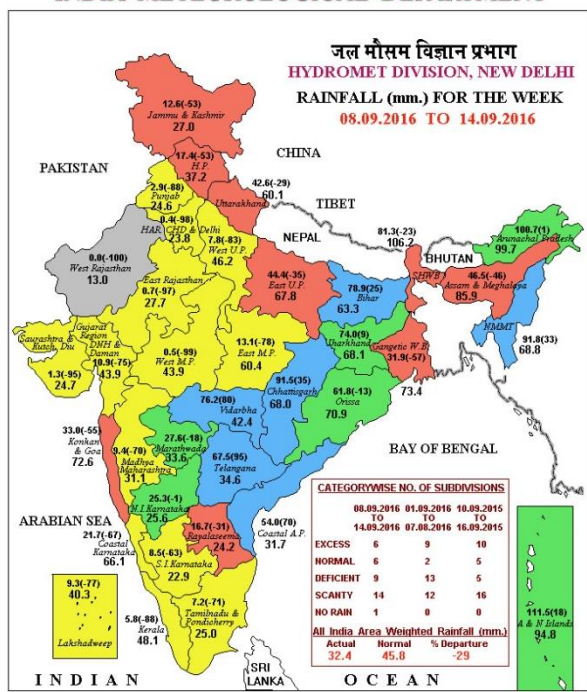 INDIA METEOROLOGICAL DEPARTMENT
जल मौसम विज्ञान प्रभाग
HYDROMET DIVISION, NEW DELHI
RAINFALL (mm.) FOR THE WEEK
08.09.2016 TO 14.09.2016
12.6(-53)
Jammu & Kashmir
27.0
PAKISTAN
CHINA
17.4(-53)
H.P.
37.2
2.9(-88)
Punjab
24.6
42.6(-29)
60.1
Uttarakhand
TIBET
0.4(-98)
HAR. CHD & Delhi
23.8
7.8(-83)
West U.P.
46.2
NEPAL
81.3(-23)
106.2
BHUTAN
100.7(1)
Arunachal Pradesh
99.7
0.0(-100)
West Rajasthan
13.0
East Rajasthan
0.7(-97)
27.7
44.4(-35)
East U.P.
67.8
78.9(25)
Bihar
63.3
SHWB
46.5(-46)
Assam & Meghalaya
85.9
NMMT
91.8(33)
68.8
Saurashtra &
Kutch, Diu
1.3(-95)
24.7
Gujarat
Region
DNH &
Daman
10.9(-75)
43.9
0.5(-99)
West M.P.
43.9
13.1(-78)
East M.P.
60.4
74.0(9)
Jharkhand
68.1
Gangetic W.B.
31.9(-57)
73.4
91.5(35)
Chhattisgarh
68.0
61.8(-13)
Orissa
70.9
76.2(80)
Vidarbha
42.4
33.0(-55)
Konkan
& Goa
72.6
27.6(-18)
Marathwada
33.6
9.4(-70)
Madhya
Maharashtra
31.1
67.5(95)
Telangana
34.6
BAY OF BENGAL
25.3(-1)
N.I.Karnataka
25.6
ARABIAN SEA
21.7(-67)
Coastal
Karnataka
66.1
16.7(-31)
Rayalaseema
24.2
54.0(70)
Coastal A.P.
31.7
8.5(-63)
S.I.Karnataka
22.9
9.3(-77)
40.3
Lakshadweep
5.8(-88)
Kerala
48.1
7.2(-71)
Tamilnadu &
Pondicherry
25.0
CATEGORYWISE NO. OF SUBDIVISIONS
08.09.2016 01.09.2016 10.09.2015
TO TO TO
14.09.2016 07.08.2016 16.09.2015
EXCESS 6 9 10
NORMAL 6 2 5
DEFICIENT 9 13 5
SCANTY 14 12 16
NO RAIN 1 0 0
All India Area Weighted Rainfall (mm.)
Actual Normal % Departure
32.4 45.8 -29
111.5(18)
A & N Islands
94.8
SRI
LANKA
INDIAN OCEAN